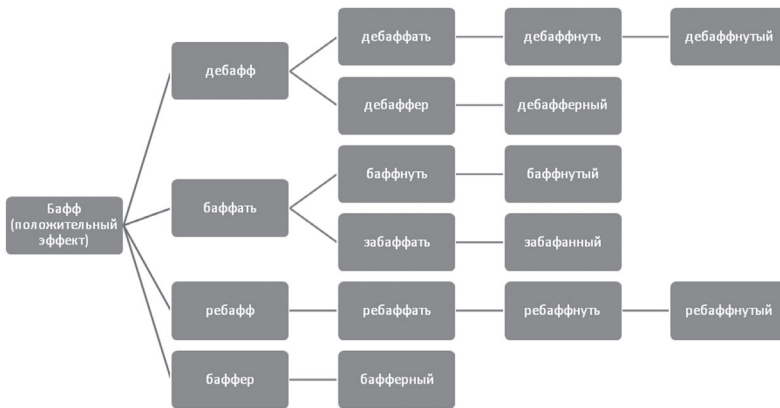 дебаффать дебаффнуть дебаффнутый
дебафф
дебаффер дебафферный
баффнуть баффнутый
Бафф
(положительный
эффект)
баффать
забаффать забафанный
ребафф ребаффать ребаффнуть ребаффнутый
баффер бафферный